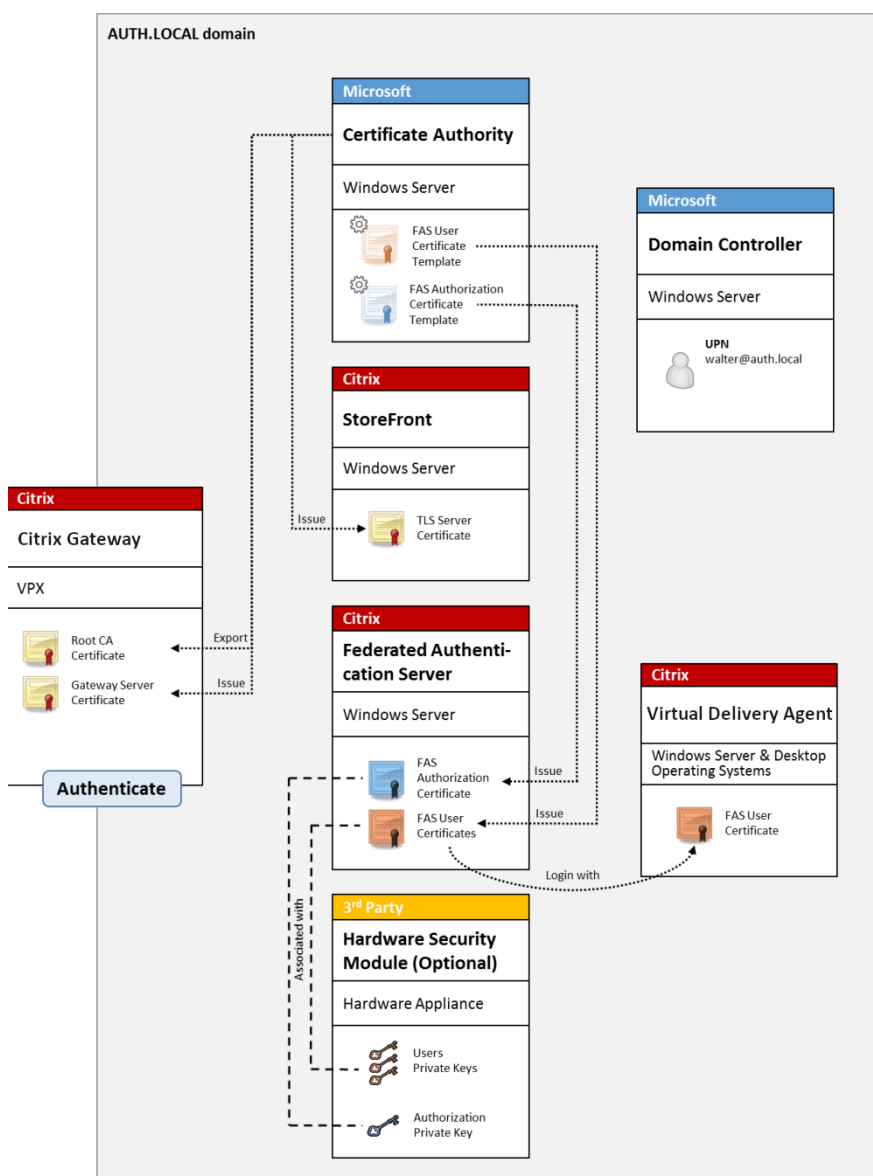 AUTH.LOCAL domain
Microsoft
Certificate Authority
Windows Server
FAS User
Certificate
Template
FAS Authorization
Certificate
Template
Microsoft
Domain Controller
Windows Server
UPN
walter@auth.local
Citrix
StoreFront
Windows Server
Issue
TLS Server
Certificate
Citrix
Citrix Gateway
VPX
Root CA
Certificate
Export
Gateway Server
Certificate
Issue
Authenticate
Citrix
Federated Authenti-
cation Server
Windows Server
FAS
Authorization
Certificate
Issue
FAS User
Certificates
Issue
Citrix
Virtual Delivery Agent
Windows Server & Desktop
Operating Systems
FAS User
Certificate
Login with
Associated with
3rd Party
Hardware Security
Module (Optional)
Hardware Appliance
Users
Private Keys
Authorization
Private Key